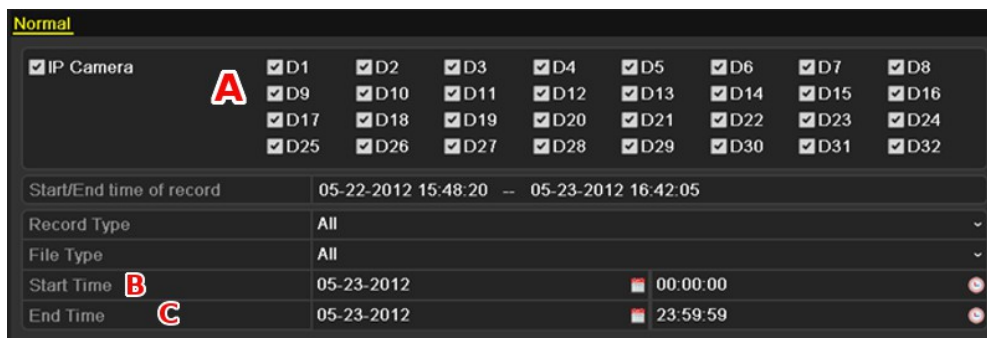 Normal
IP Camera A D1 D2 D3 D4 D5 D6 D7 D8
D9 D10 D11 D12 D13 D14 D15 D16
D17 D18 D19 D20 D21 D22 D23 D24
D25 D26 D27 D28 D29 D30 D31 D32
Start/End time of record 05-22-2012 15:48:20 -- 05-23-2012 16:42:05
Record Type All
File Type All
Start Time B 05-23-2012 00:00:00
End Time C 05-23-2012 23:59:59